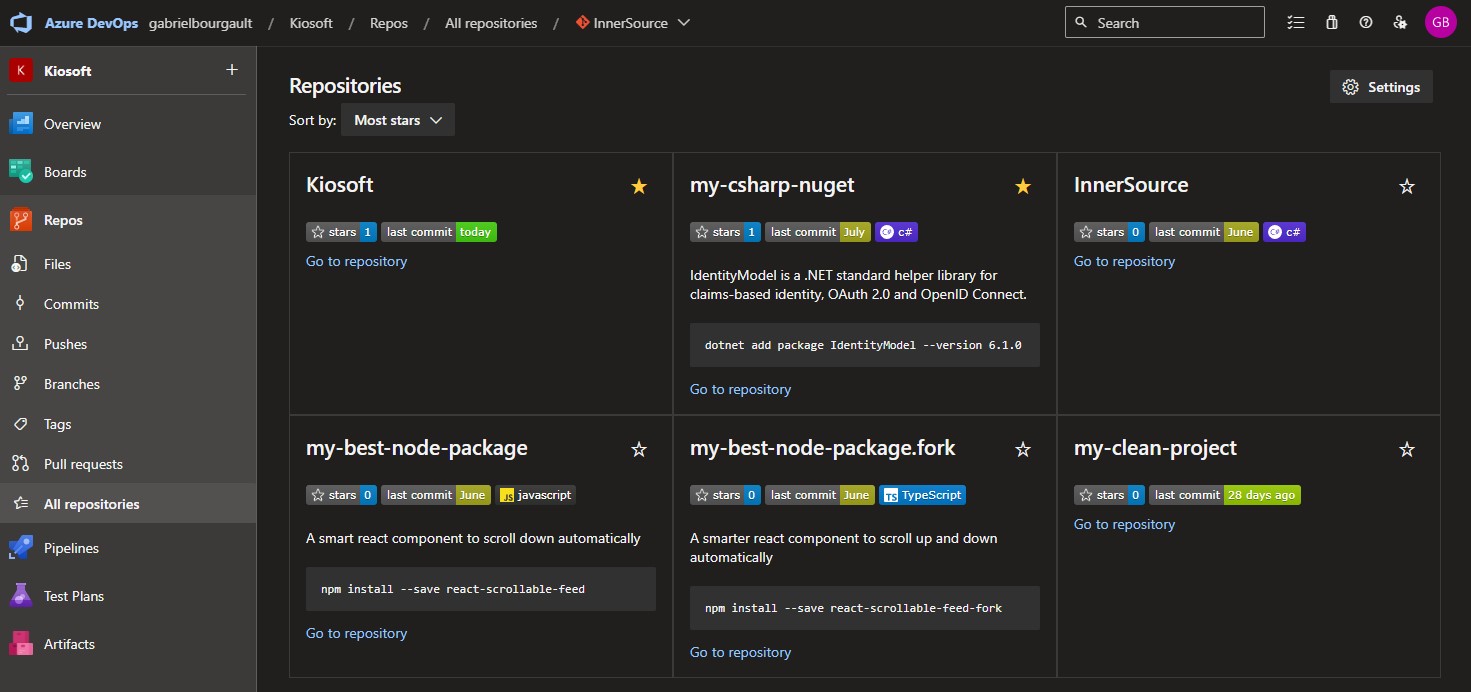 Azure DevOps gabrielbourgault / Kiosoft / Repos / All repositories / InnerSource
Search
GB
K Kiosoft +
Overview
Boards
Repos
Files
Commits
Pushes
Branches
Tags
Pull requests
All repositories
Pipelines
Test Plans
Artifacts
Repositories
Settings
Sort by: Most stars
Kiosoft
stars 1 last commit today
Go to repository
my-csharp-nuget
stars 1 last commit July C# c#
IdentityModel is a .NET standard helper library for
claims-based identity, OAuth 2.0 and OpenID Connect.
dotnet add package IdentityModel --version 6.1.0
Go to repository
InnerSource
stars 0 last commit June C# c#
Go to repository
my-best-node-package
stars 0 last commit June JS javascript
A smart react component to scroll down automatically
npm install --save react-scrollable-feed
Go to repository
my-best-node-package.fork
stars 0 last commit June TS TypeScript
A smarter react component to scroll up and down
automatically
npm install --save react-scrollable-feed-fork
Go to repository
my-clean-project
stars 0 last commit 28 days ago
Go to repository